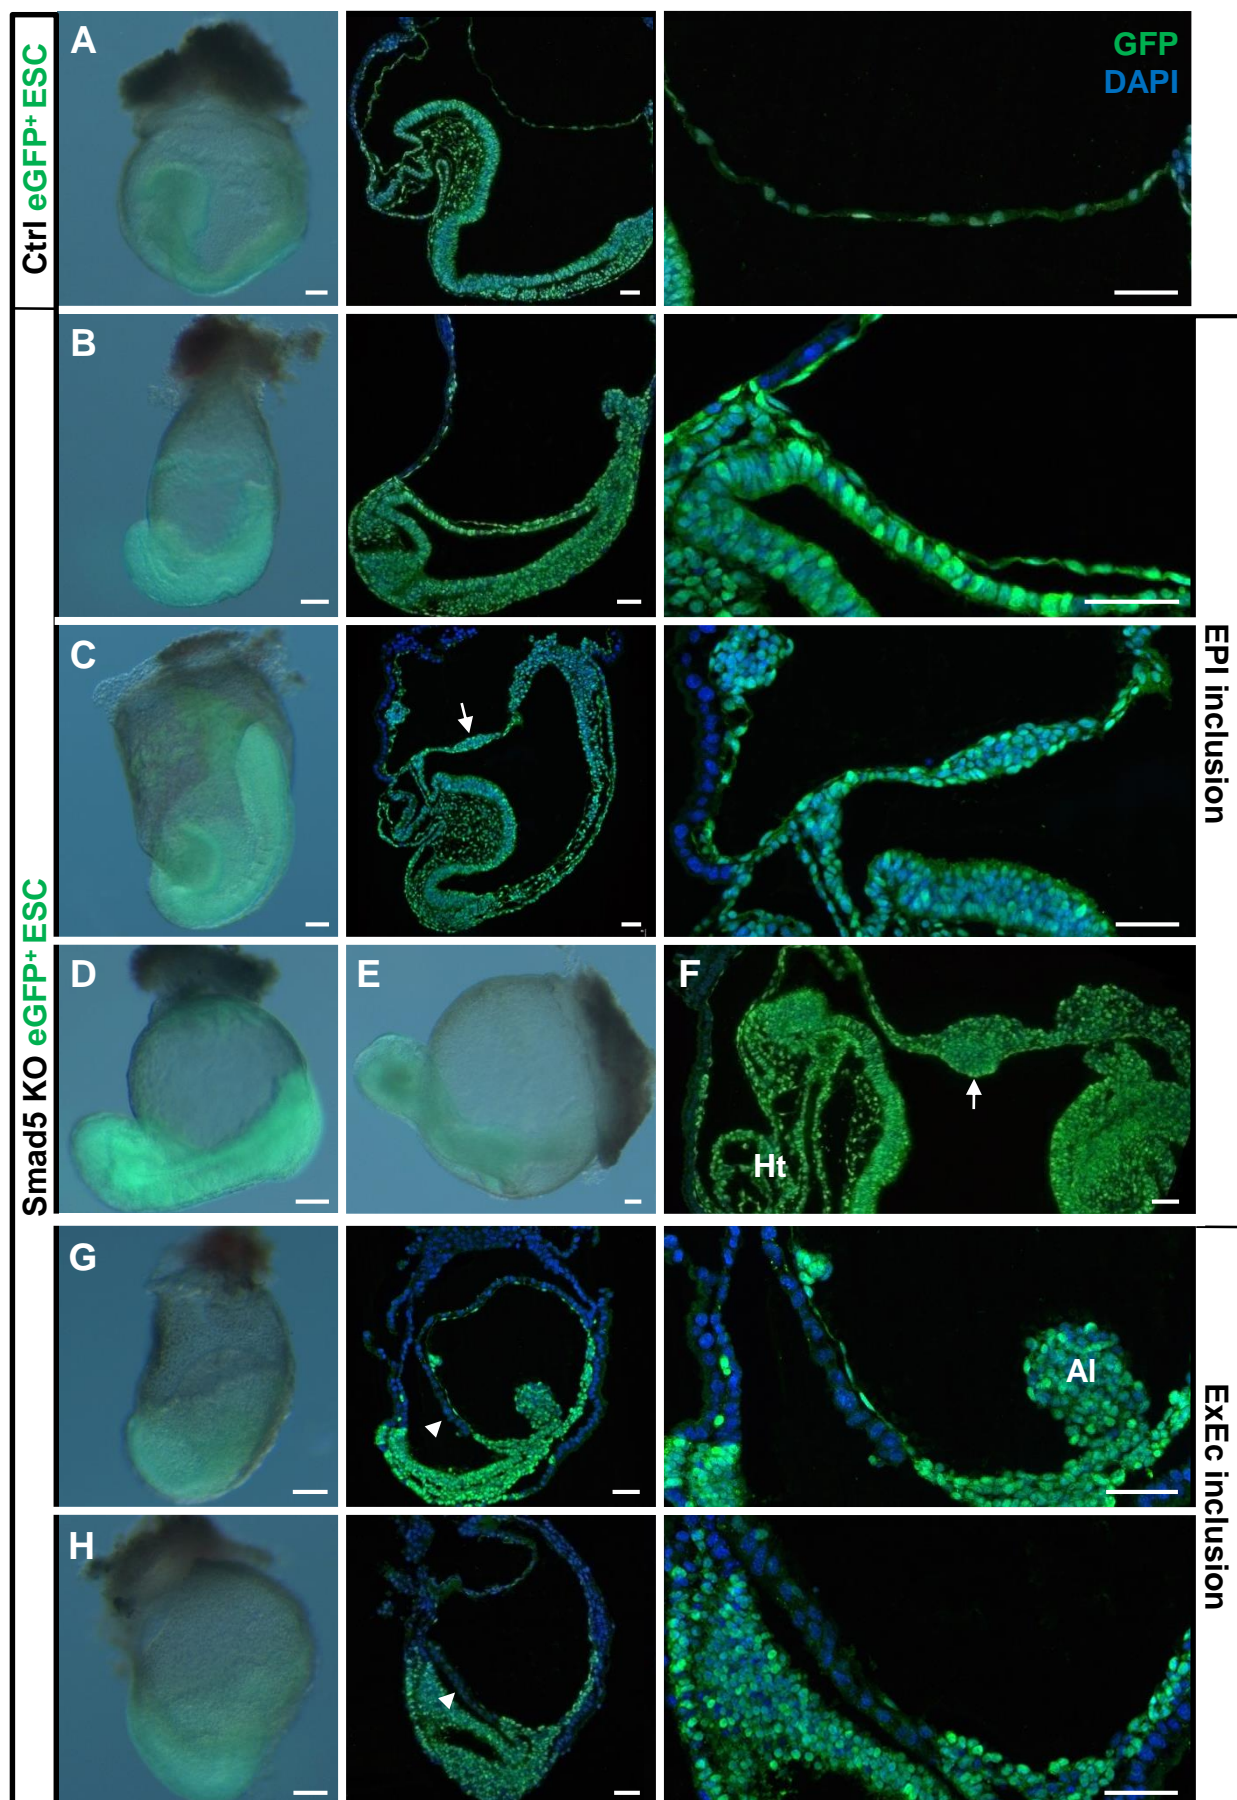 Ctrl eGFP+ ESC
A
GFP
DAPI
Smad5 KO eGFP+ ESC
B
EPI inclusion
C
D
E
F
Ht
G
Al
ExEc inclusion
H